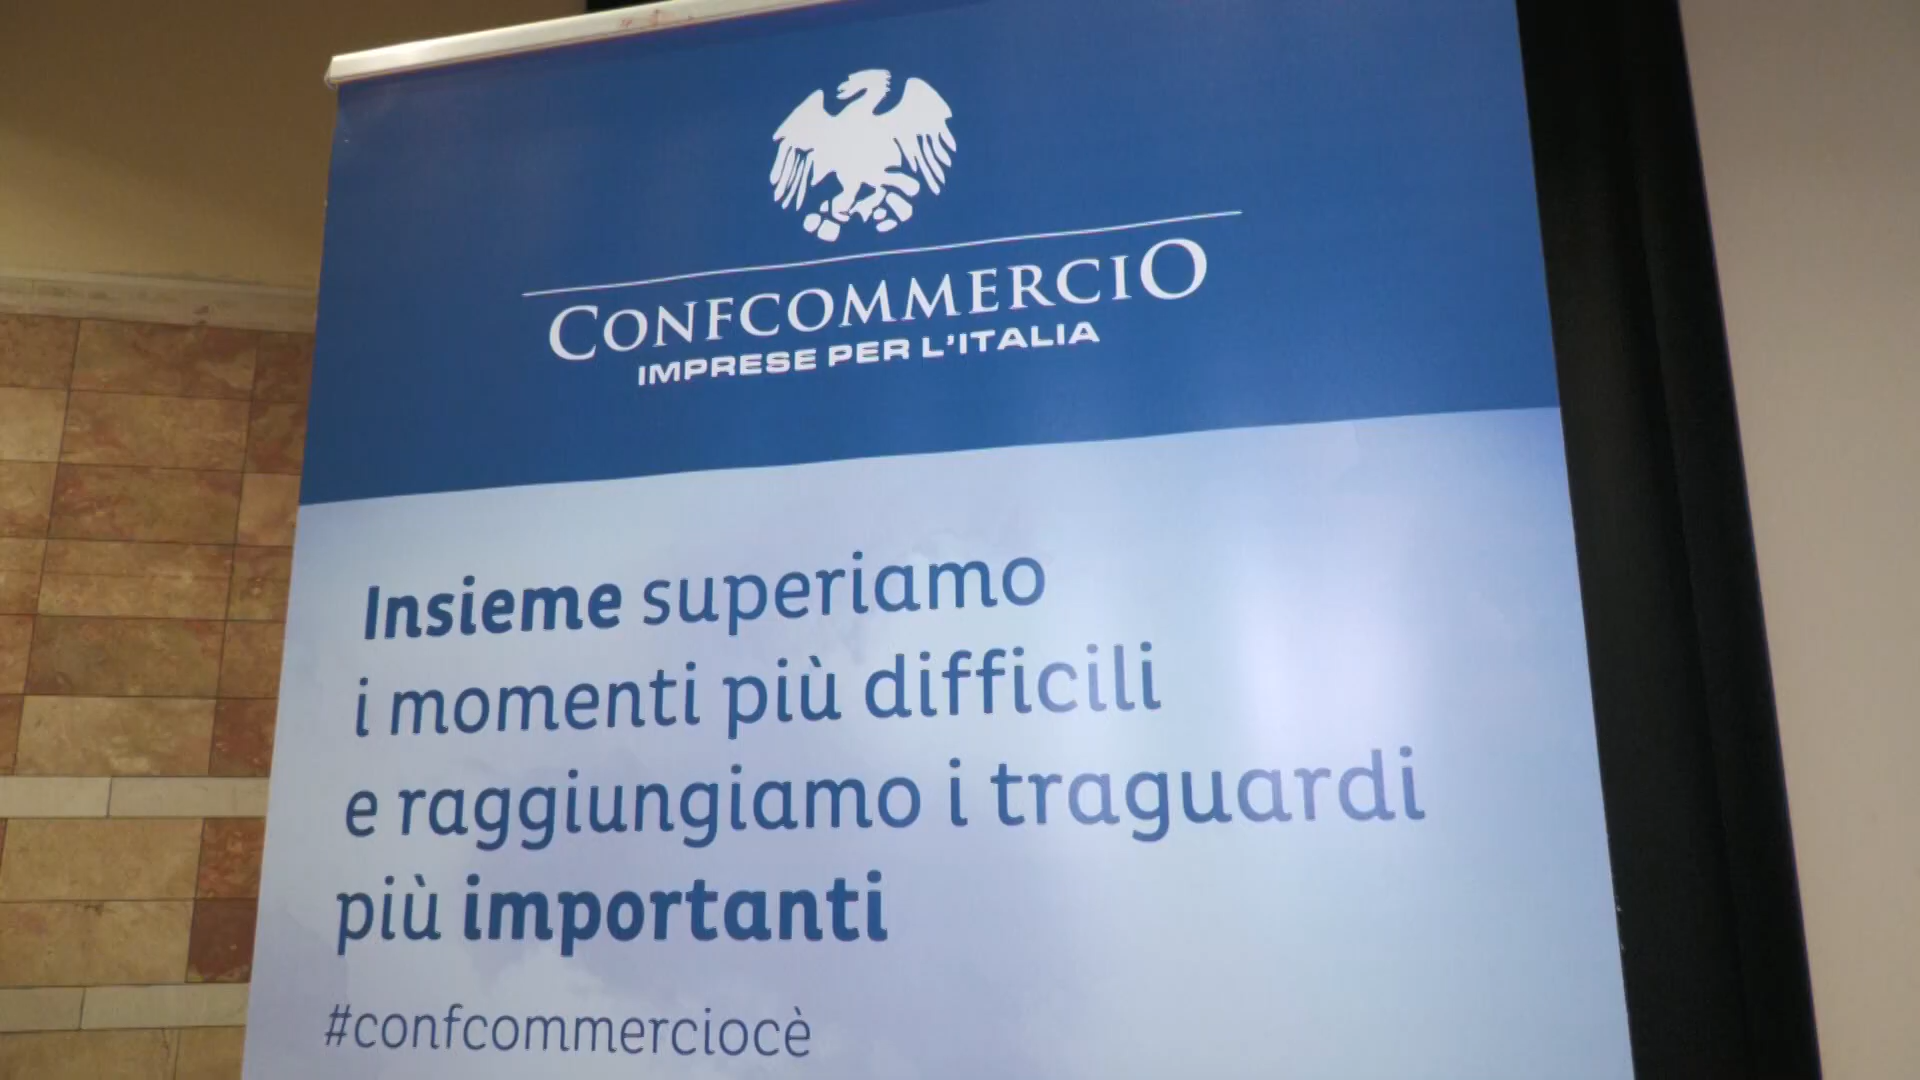 CONFCOMMERCIO
IMPRESE PER L'ITALIA
Insieme superiamo
i momenti più difficili
e raggiungiamo i traguardi
più importanti
#confcommerciocè